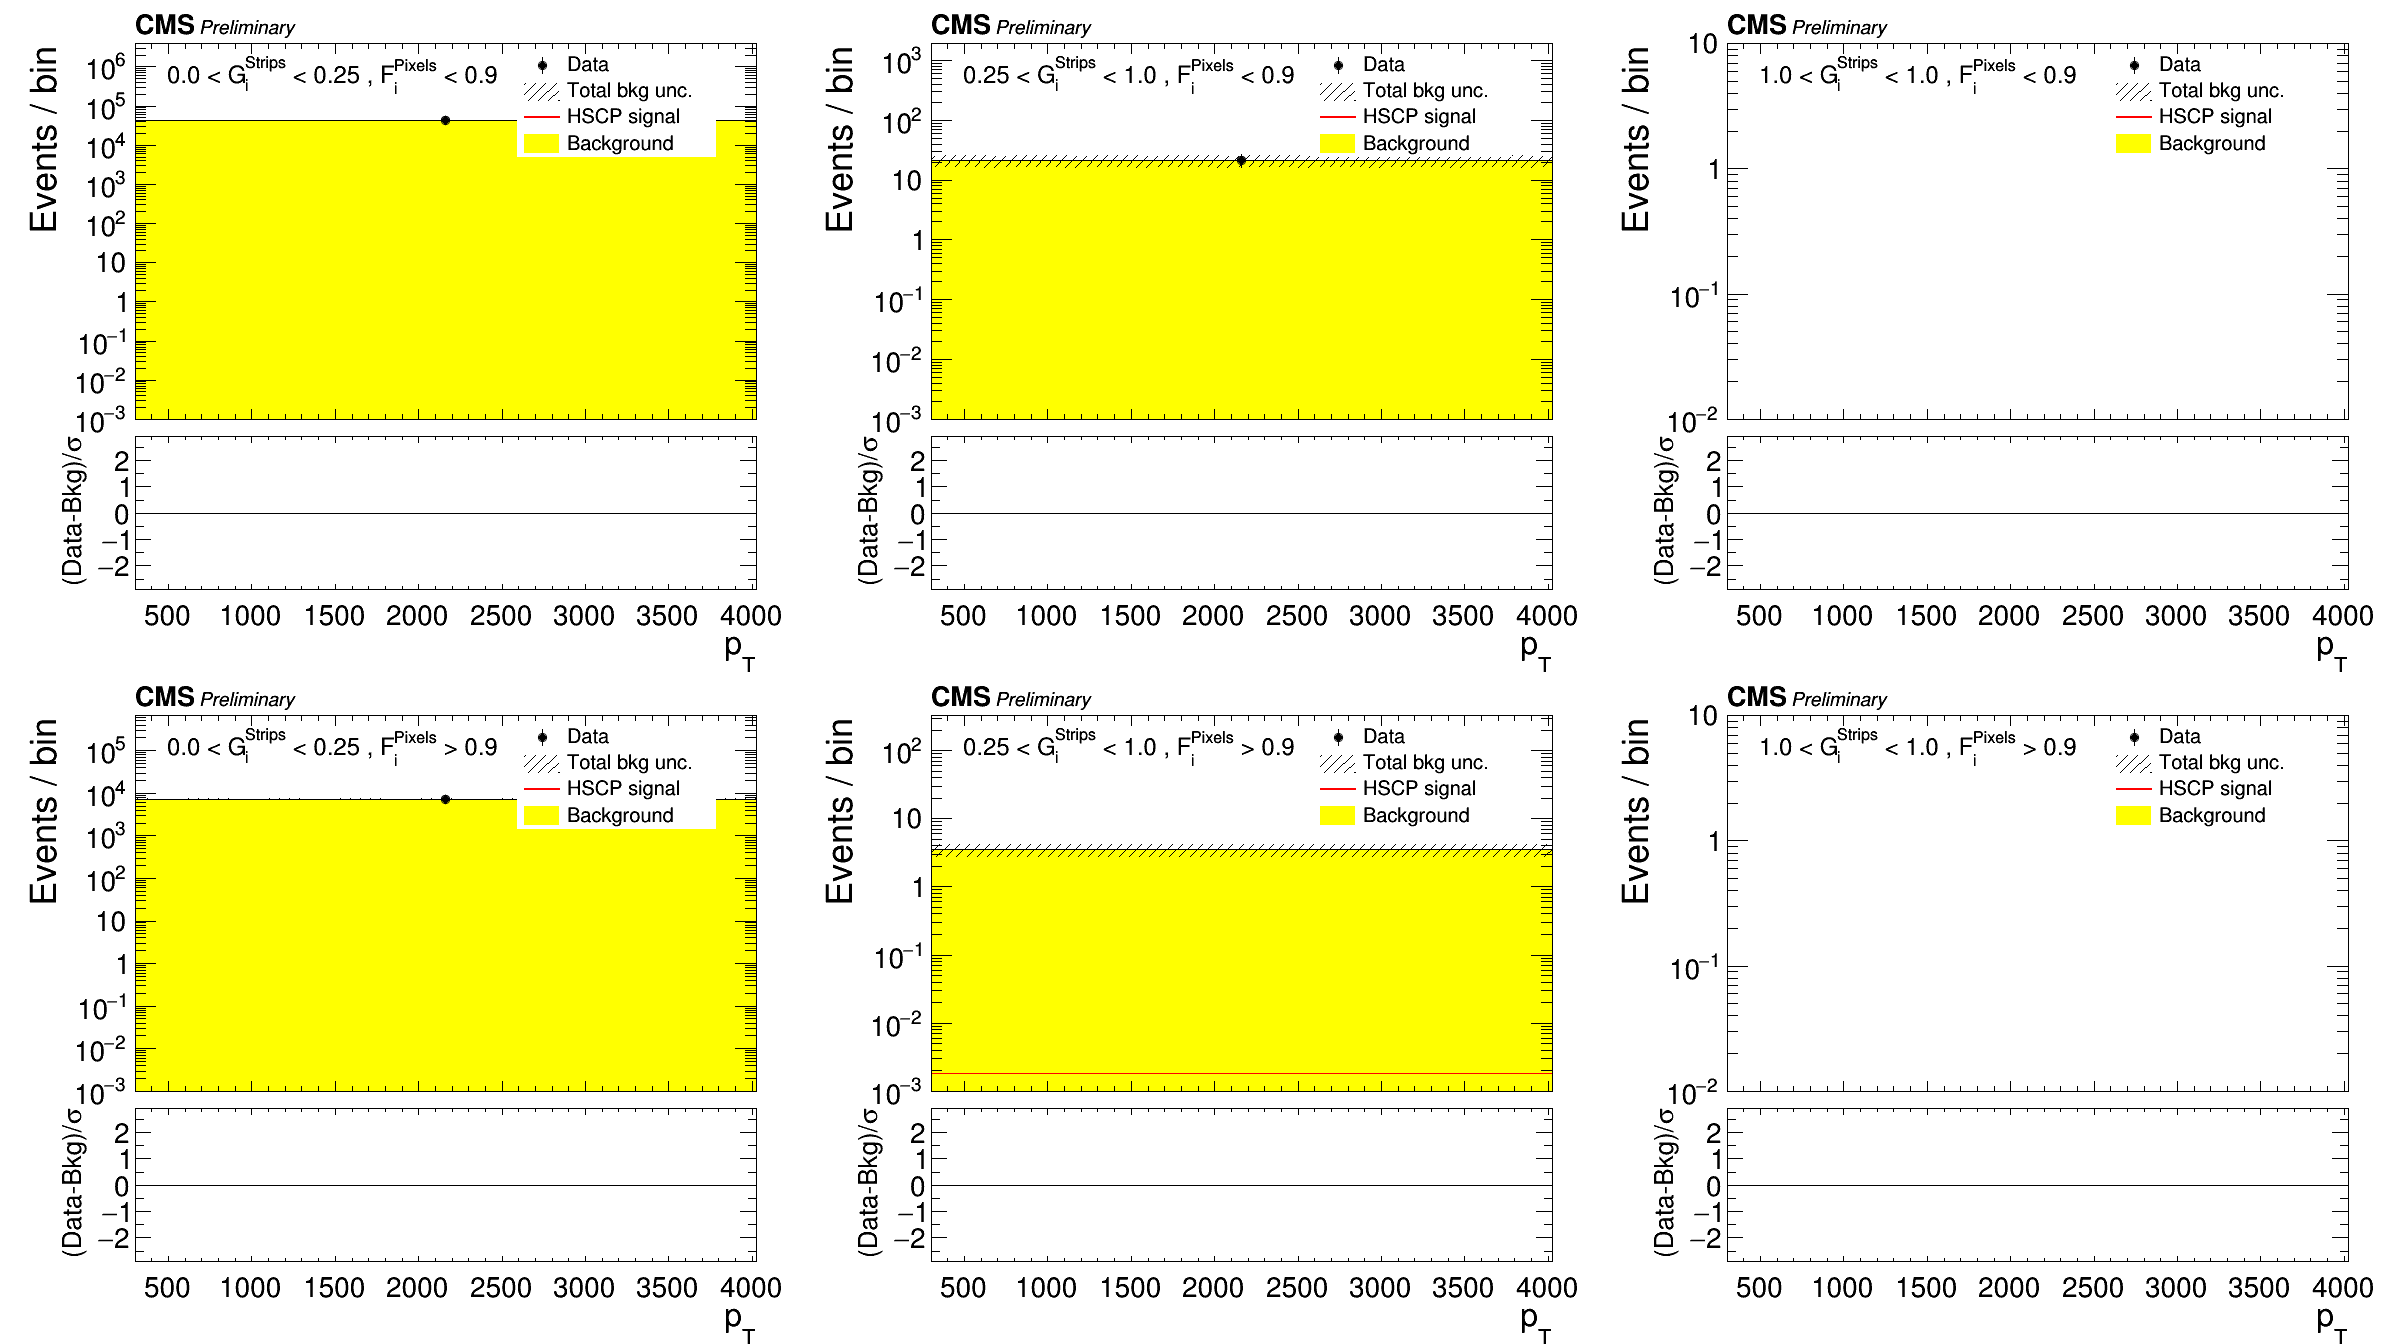 CMS Preliminary
Events / bin
0.0 < G_i^Strips < 0.25 , F_i^Pixels < 0.9
Data
Total bkg unc.
HSCP signal
Background
10^6
10^5
10^4
10^3
10^2
10
1
10^−1
10^−2
10^−3
(Data-Bkg)/σ
2
1
0
−1
−2
500 1000 1500 2000 2500 3000 3500 4000
p_T
CMS Preliminary
Events / bin
0.25 < G_i^Strips < 1.0 , F_i^Pixels < 0.9
Data
Total bkg unc.
HSCP signal
Background
10^3
10^2
10
1
10^−1
10^−2
10^−3
(Data-Bkg)/σ
2
1
0
−1
−2
500 1000 1500 2000 2500 3000 3500 4000
p_T
CMS Preliminary
Events / bin
1.0 < G_i^Strips < 1.0 , F_i^Pixels < 0.9
Data
Total bkg unc.
HSCP signal
Background
10
1
10^−1
10^−2
(Data-Bkg)/σ
2
1
0
−1
−2
500 1000 1500 2000 2500 3000 3500 4000
p_T
CMS Preliminary
Events / bin
0.0 < G_i^Strips < 0.25 , F_i^Pixels > 0.9
Data
Total bkg unc.
HSCP signal
Background
10^5
10^4
10^3
10^2
10
1
10^−1
10^−2
10^−3
(Data-Bkg)/σ
2
1
0
−1
−2
500 1000 1500 2000 2500 3000 3500 4000
p_T
CMS Preliminary
Events / bin
0.25 < G_i^Strips < 1.0 , F_i^Pixels > 0.9
Data
Total bkg unc.
HSCP signal
Background
10^2
10
1
10^−1
10^−2
10^−3
(Data-Bkg)/σ
2
1
0
−1
−2
500 1000 1500 2000 2500 3000 3500 4000
p_T
CMS Preliminary
Events / bin
1.0 < G_i^Strips < 1.0 , F_i^Pixels > 0.9
Data
Total bkg unc.
HSCP signal
Background
10
1
10^−1
10^−2
(Data-Bkg)/σ
2
1
0
−1
−2
500 1000 1500 2000 2500 3000 3500 4000
p_T